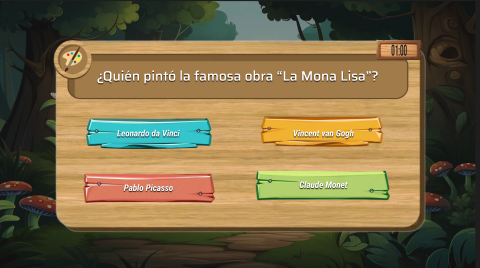 01:00
¿Quién pintó la famosa obra “La Mona Lisa”?
Leonardo da Vinci
Vincent van Gogh
Pablo Picasso
Claude Monet